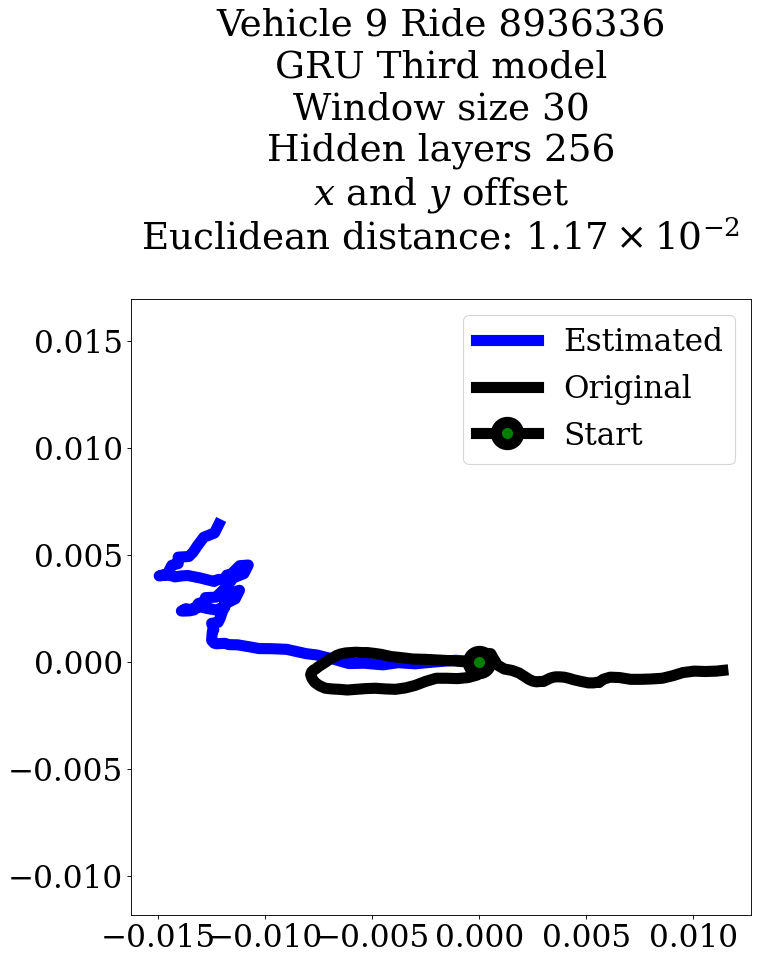 Vehicle 9 Ride 8936336
GRU Third model
Window size 30
Hidden layers 256
x and y offset
Euclidean distance: 1.17 × 10⁻²
Estimated
Original
Start
0.015
0.010
0.005
0.000
−0.005
−0.010
−0.015 −0.010 −0.005 0.000 0.005 0.010